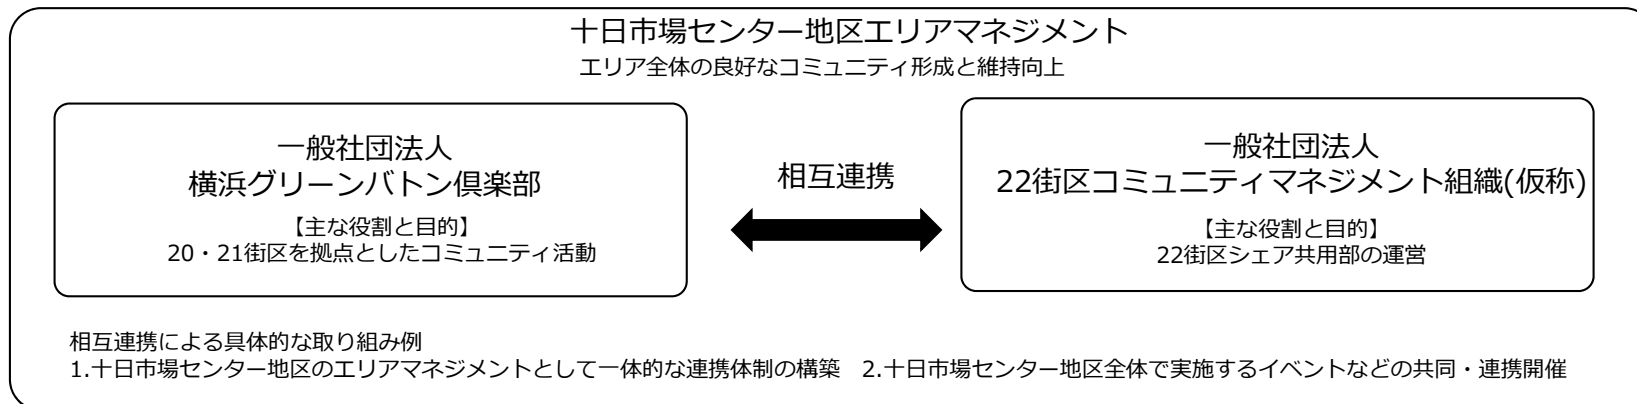 十日市場センター地区エリアマネジメント
エリア全体の良好なコミュニティ形成と維持向上
一般社団法人
横浜グリーンバトン倶楽部
【主な役割と目的】
20・21街区を拠点としたコミュニティ活動
相互連携
一般社団法人
22街区コミュニティマネジメント組織(仮称)
【主な役割と目的】
22街区シェア共用部の運営
相互連携による具体的な取り組み例
1.十日市場センター地区のエリアマネジメントとして一体的な連携体制の構築　2.十日市場センター地区全体で実施するイベントなどの共同・連携開催